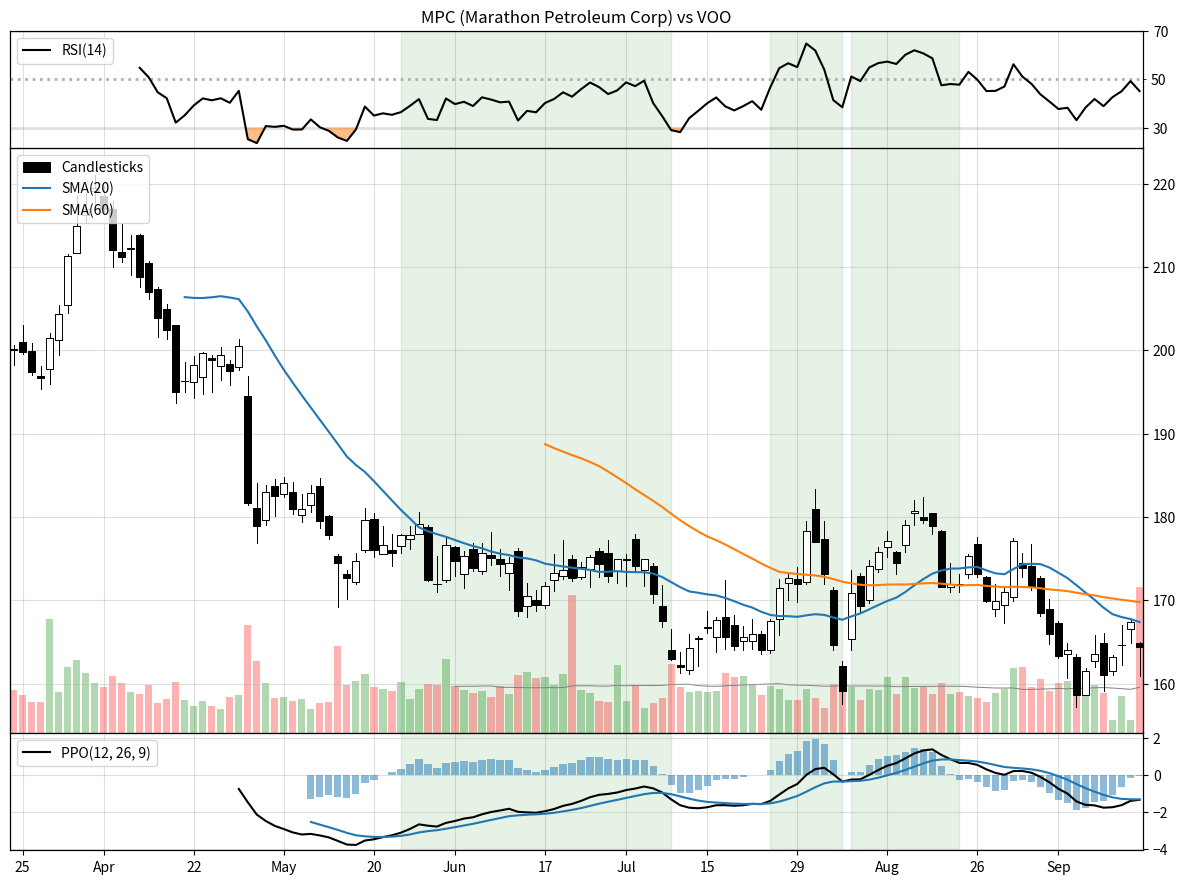 MPC (Marathon Petroleum Corp) vs VOO
RSI(14)
70
50
30
Candlesticks
SMA(20)
SMA(60)
220
210
200
190
180
170
160
PPO(12, 26, 9)
2
0
−2
−4
25 Apr 22 May 20 Jun 17 Jul 15 29 Aug 26 Sep